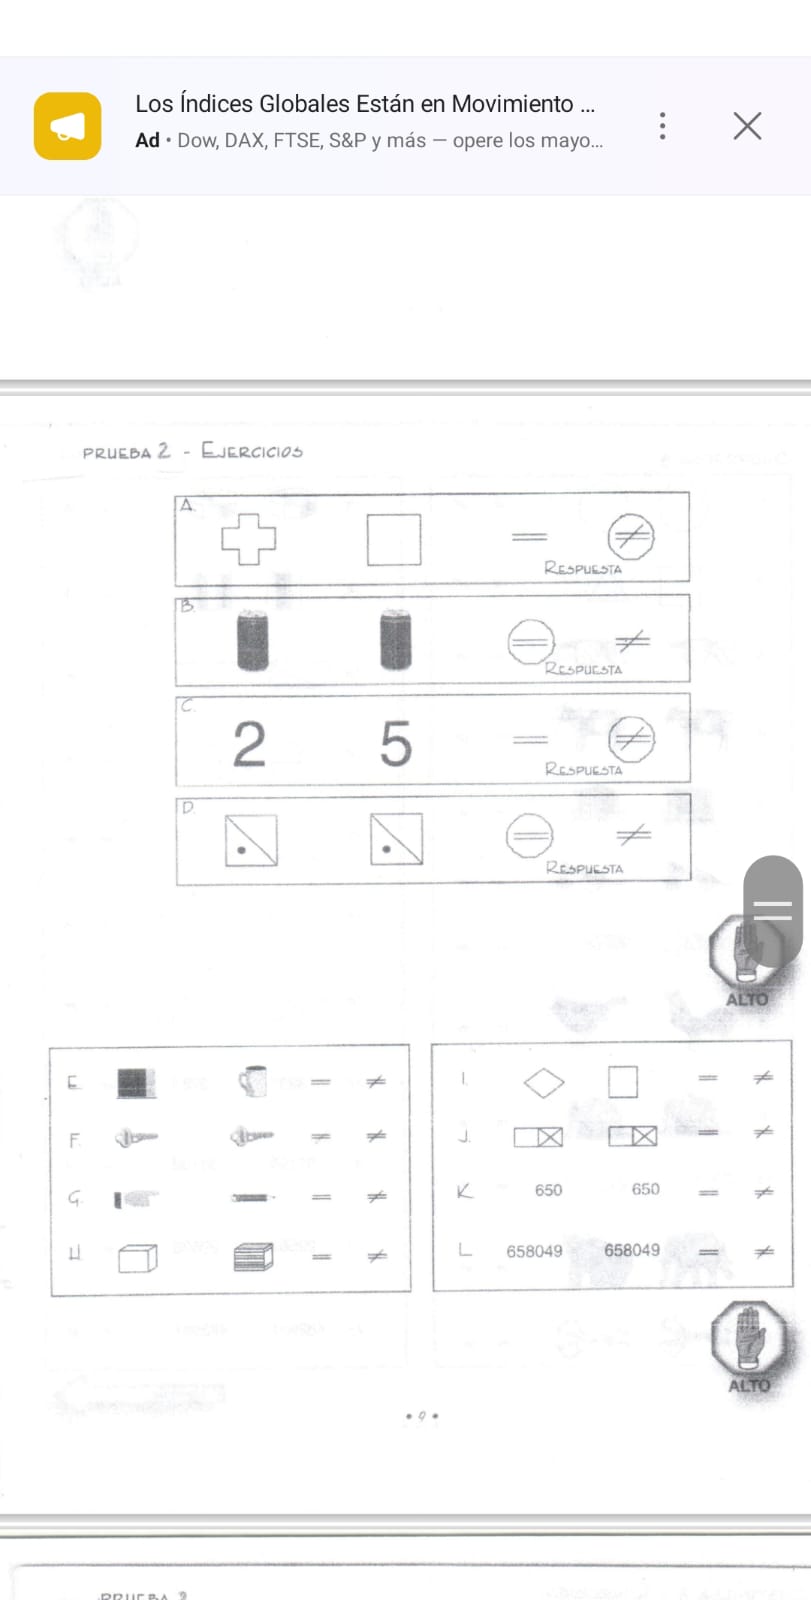 Los Índices Globales Están en Movimiento ...
Ad • Dow, DAX, FTSE, S&P y más — opere los mayo...
PRUEBA 2 - EJERCICIOS
A.
= ≠
RESPUESTA
B.
= ≠
RESPUESTA
C.
2 5 = ≠
RESPUESTA
D.
= ≠
RESPUESTA
ALTO
E. = ≠
F. = ≠
G. = ≠
H = ≠
I. = ≠
J. = ≠
K 650 650 = ≠
L 658049 658049 = ≠
ALTO
• 9 •
PRUEBA